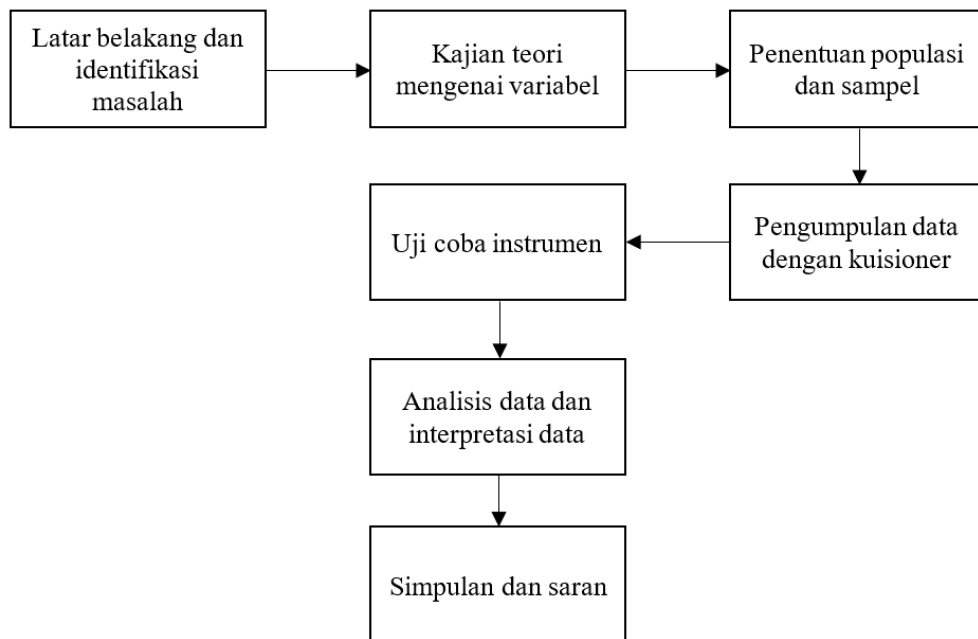 Latar belakang dan
identifikasi
masalah
Kajian teori
mengenai variabel
Penentuan populasi
dan sampel
Pengumpulan data
dengan kuisioner
Uji coba instrumen
Analisis data dan
interpretasi data
Simpulan dan saran